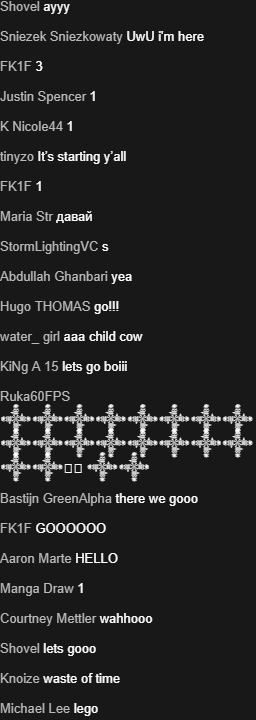 Shovel ayyy
Sniezek Sniezkowaty UwU i'm here
FK1F 3
Justin Spencer 1
K Nicole44 1
tinyzo It's starting y'all
FK1F 1
Maria Str давай
StormLightingVC s
Abdullah Ghanbari yea
Hugo THOMAS go!!!
water_ girl aaa child cow
KiNg A 15 lets go boiii
Ruka60FPS
Bastijn GreenAlpha there we gooo
FK1F GOOOOOO
Aaron Marte HELLO
Manga Draw 1
Courtney Mettler wahhooo
Shovel lets gooo
Knoize waste of time
Michael Lee lego